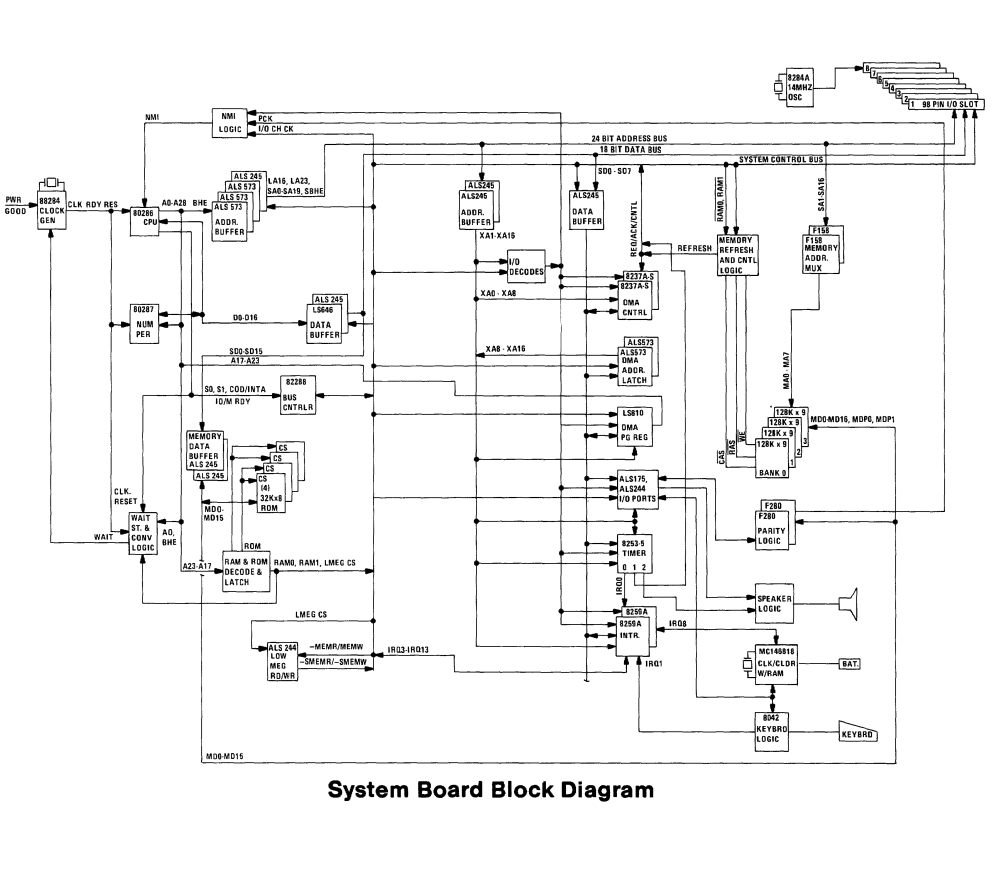 8284A
14MHZ
OSC
8
7
6
5
4
3
2
1 98 PIN I/O SLOT
NMI
NMI
LOGIC
PCK
I/O CH CK
24 BIT ADDRESS BUS
18 BIT DATA BUS
SYSTEM CONTROL BUS
SD0 - SD7
PWR
GOOD
88284
CLOCK
GEN
CLK RDY RES
80286
CPU
A0-A28 BHE
ALS 245
ALS 573
ALS 573
ALS 573
ADDR.
BUFFER
LA16, LA23,
SA0-SA19, SBHE
ALS245
ALS245
ADDR.
BUFFER
XA1-XA16
ALS245
DATA
BUFFER
REQ/ACK/CNTL
RAM0, RAM1
SA1-SA16
REFRESH
MEMORY
REFRESH
AND CNTL
LOGIC
F158
F158
MEMORY
ADDR.
MUX
I/O
DECODES
8237A-S
8237A-S
DMA
CNTRL
XA0 - XA8
80287
NUM
PER
D0-D16
ALS 245
LS646
DATA
BUFFER
SD0-SD15
A17-A23
XA8 - XA16
ALS573
ALS573
DMA
ADDR.
LATCH
MA0 - MA7
S0, S1, COD/INTA
IO/M RDY
82288
BUS
CNTRLR
LS810
DMA
PG REG
128K x 9
128K x 9
128K x 9
128K x 9
BANK 0
1
2
3
MD0-MD16, MDP0, MDP1
CAS
RAS
WE
MEMORY
DATA
BUFFER
ALS 245
ALS 245
CS
CS
CS
CS
(4)
32Kx8
ROM
MD0-
MD15
ALS175,
ALS244
I/O PORTS
CLK.
RESET
WAIT
WAIT
ST. &
CONV
LOGIC
A0,
BHE
F280
F280
PARITY
LOGIC
ROM
A23-A17
RAM & ROM
DECODE &
LATCH
RAM0, RAM1, LMEG CS
8253-5
TIMER
0 1 2
IRQ0
SPEAKER
LOGIC
LMEG CS
8259A
8259A
INTR.
IRQ8
IRQ1
ALS 244
LOW
MEG
RD/WR
–MEMR/MEMW
–SMEMR/–SMEMW
IRQ3-IRQ13
MC146818
CLK/CLDR
W/RAM
BAT.
8042
KEYBRD
LOGIC
KEYBRD
MD0-MD15
System Board Block Diagram